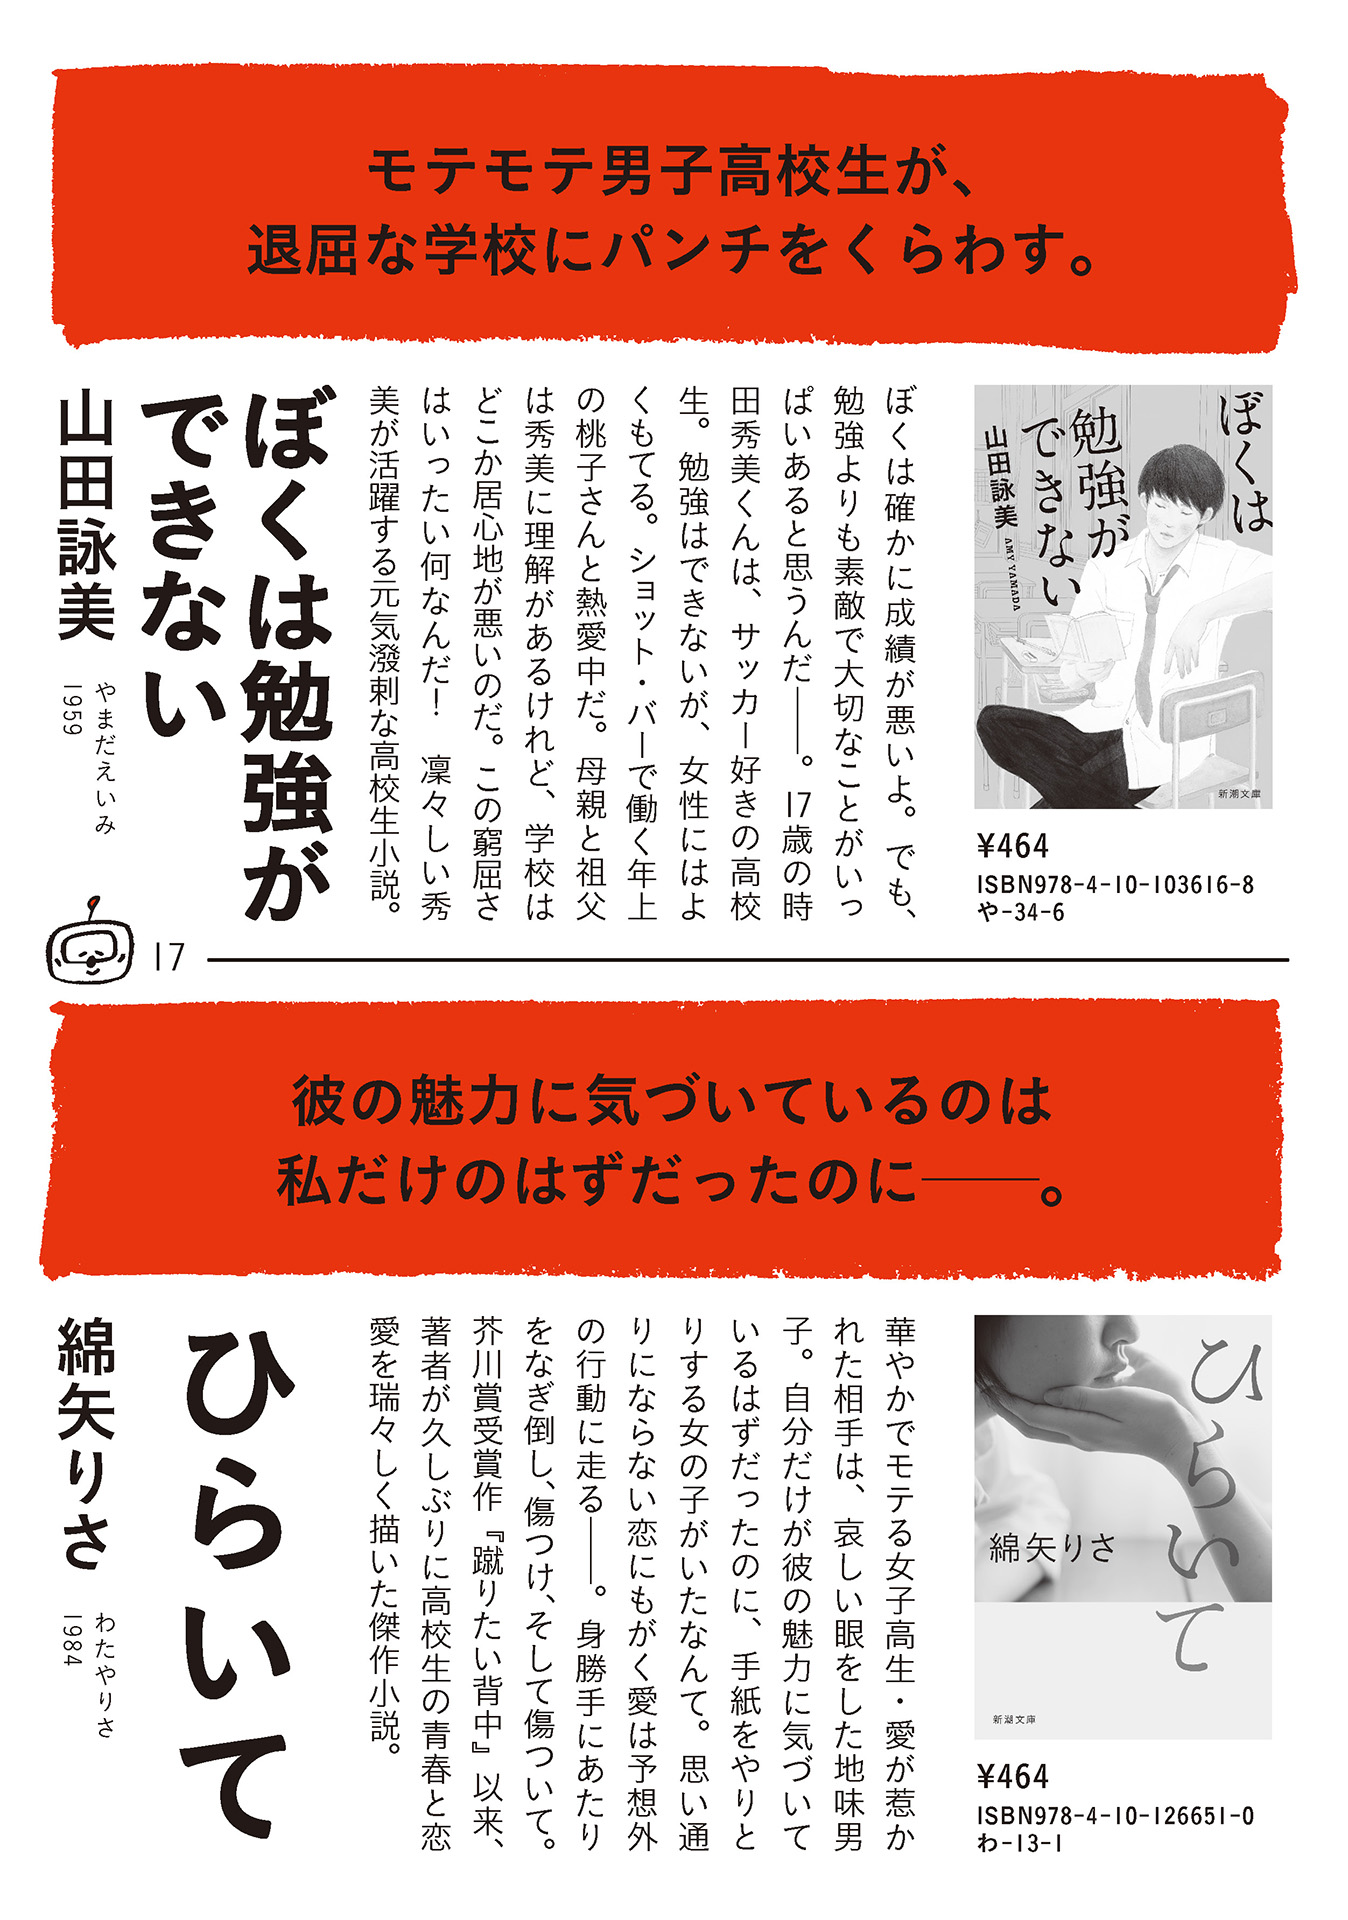 モテモテ男子高校生が、
退屈な学校にパンチをくらわす。
ぼくは
勉強が
できない
山田詠美
AMY YAMADA
新潮文庫
¥464
ISBN978-4-10-103616-8
や-34-6
ぼくは確かに成績が悪いよ。でも、
勉強よりも素敵で大切なことがいっ
ぱいあると思うんだ――。17歳の時
田秀美くんは、サッカー好きの高校
生。勉強はできないが、女性にはよ
くもてる。ショット・バーで働く年上
の桃子さんと熱愛中だ。母親と祖父
は秀美に理解があるけれど、学校は
どこか居心地が悪いのだ。この窮屈さ
はいったい何なんだ！　凜々しい秀
美が活躍する元気潑剌な高校生小説。
ぼくは勉強が
できない
山田詠美
やまだえいみ
1959
17
彼の魅力に気づいているのは
私だけのはずだったのに――。
ひらいて
綿矢りさ
新潮文庫
¥464
ISBN978-4-10-126651-0
わ-13-1
華やかでモテる女子高生・愛が惹か
れた相手は、哀しい眼をした地味男
子。自分だけが彼の魅力に気づいて
いるはずだったのに、手紙をやりと
りする女の子がいたなんて。思い通
りにならない恋にもがく愛は予想外
の行動に走る――。身勝手にあたり
をなぎ倒し、傷つけ、そして傷ついて。
芥川賞受賞作『蹴りたい背中』以来、
著者が久しぶりに高校生の青春と恋
愛を瑞々しく描いた傑作小説。
ひらいて
綿矢りさ
わたやりさ
1984